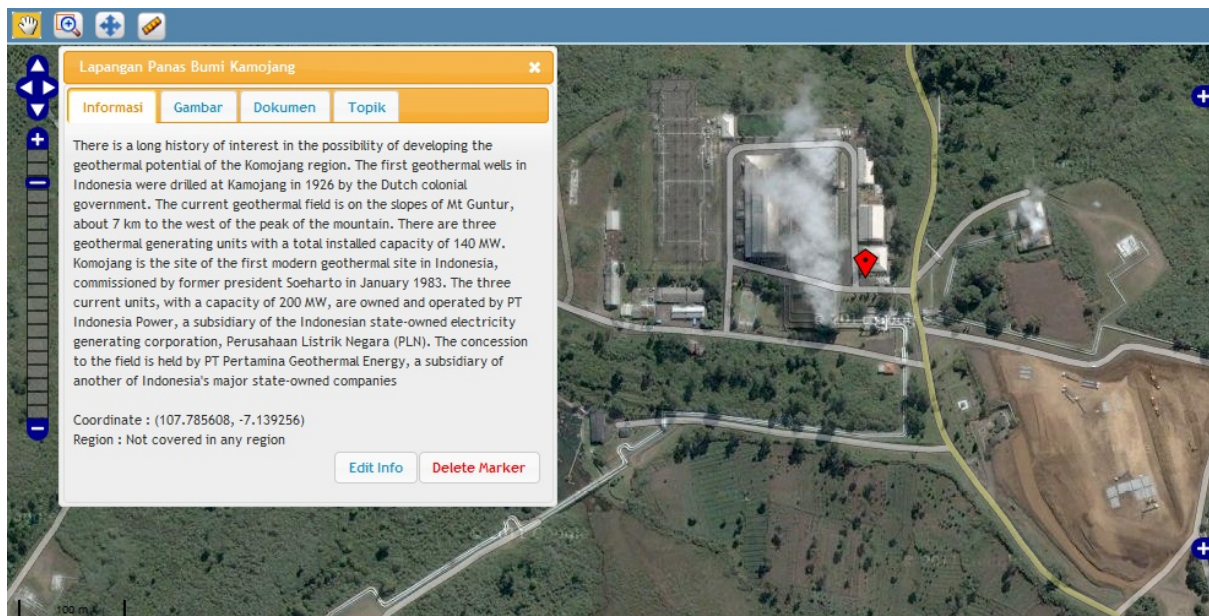 Lapangan Panas Bumi Kamojang
Informasi Gambar Dokumen Topik
There is a long history of interest in the possibility of developing the
geothermal potential of the Komojang region. The first geothermal wells in
Indonesia were drilled at Kamojang in 1926 by the Dutch colonial
government. The current geothermal field is on the slopes of Mt Guntur,
about 7 km to the west of the peak of the mountain. There are three
geothermal generating units with a total installed capacity of 140 MW.
Komojang is the site of the first modern geothermal site in Indonesia,
commissioned by former president Soeharto in January 1983. The three
current units, with a capacity of 200 MW, are owned and operated by PT
Indonesia Power, a subsidiary of the Indonesian state-owned electricity
generating corporation, Perusahaan Listrik Negara (PLN). The concession
to the field is held by PT Pertamina Geothermal Energy, a subsidiary of
another of Indonesia's major state-owned companies
Coordinate : (107.785608, -7.139256)
Region : Not covered in any region
Edit Info Delete Marker
100 m